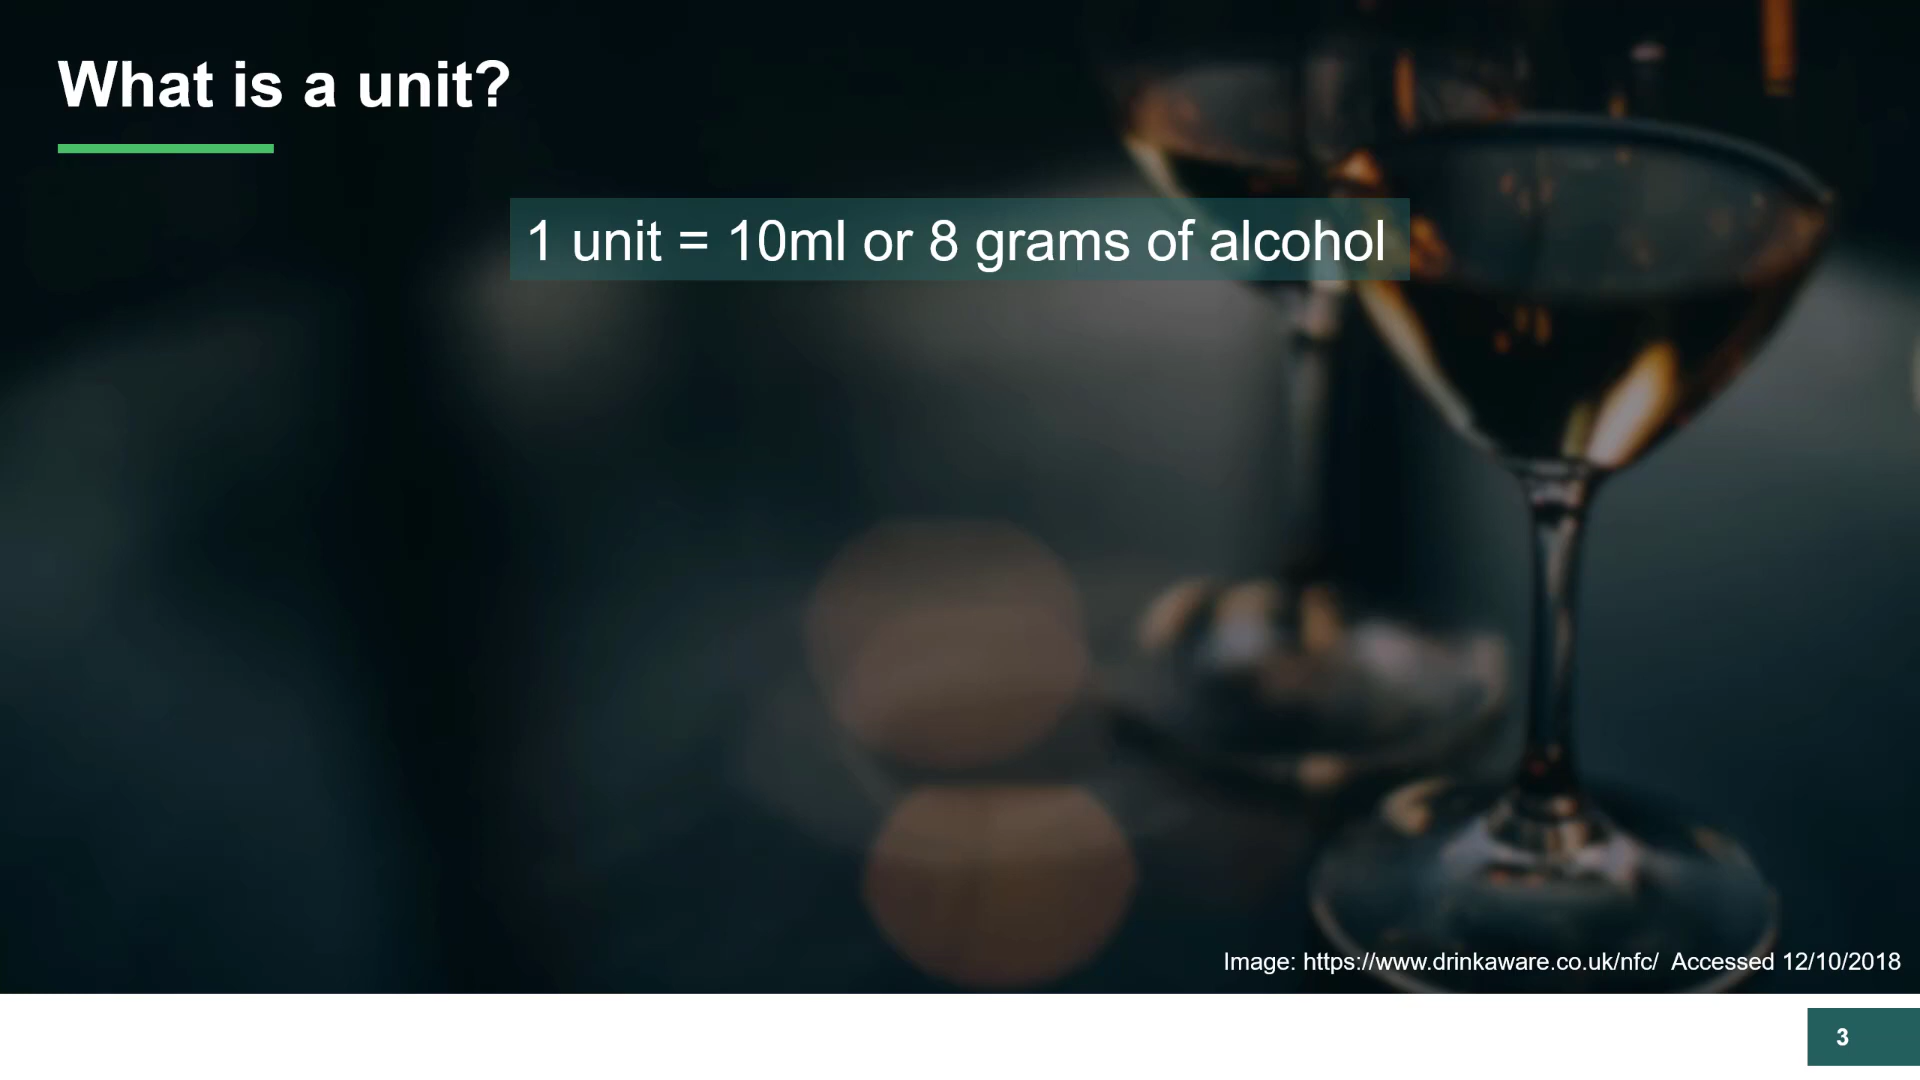 What is a unit?
1 unit = 10ml or 8 grams of alcohol
Image: https://www.drinkaware.co.uk/nfc/ Accessed 12/10/2018
3